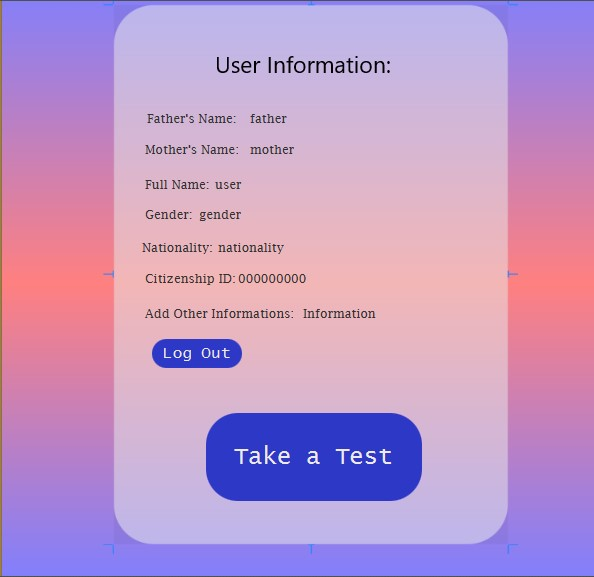 User Information:
Father's Name: father
Mother's Name: mother
Full Name: user
Gender: gender
Nationality: nationality
Citizenship ID: 000000000
Add Other Informations: Information
Log Out
Take a Test